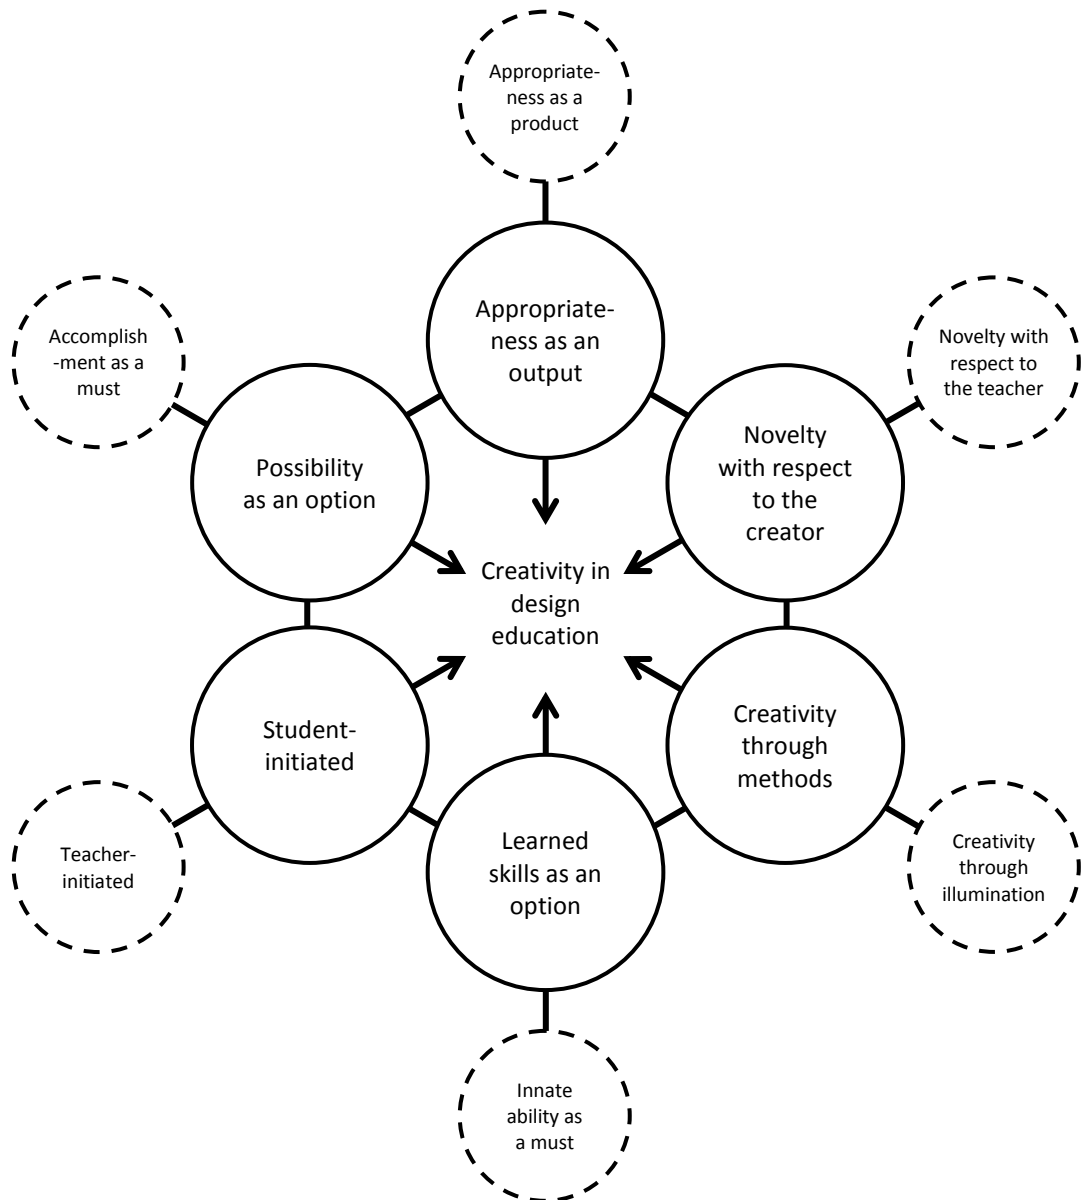 Appropriate-
ness as a
product
Appropriate-
ness as an
output
Accomplish
-ment as a
must
Novelty with
respect to
the teacher
Possibility
as an option
Novelty
with respect
to the
creator
Creativity in
design
education
Student-
initiated
Creativity
through
methods
Teacher-
initiated
Learned
skills as an
option
Creativity
through
illumination
Innate
ability as
a must